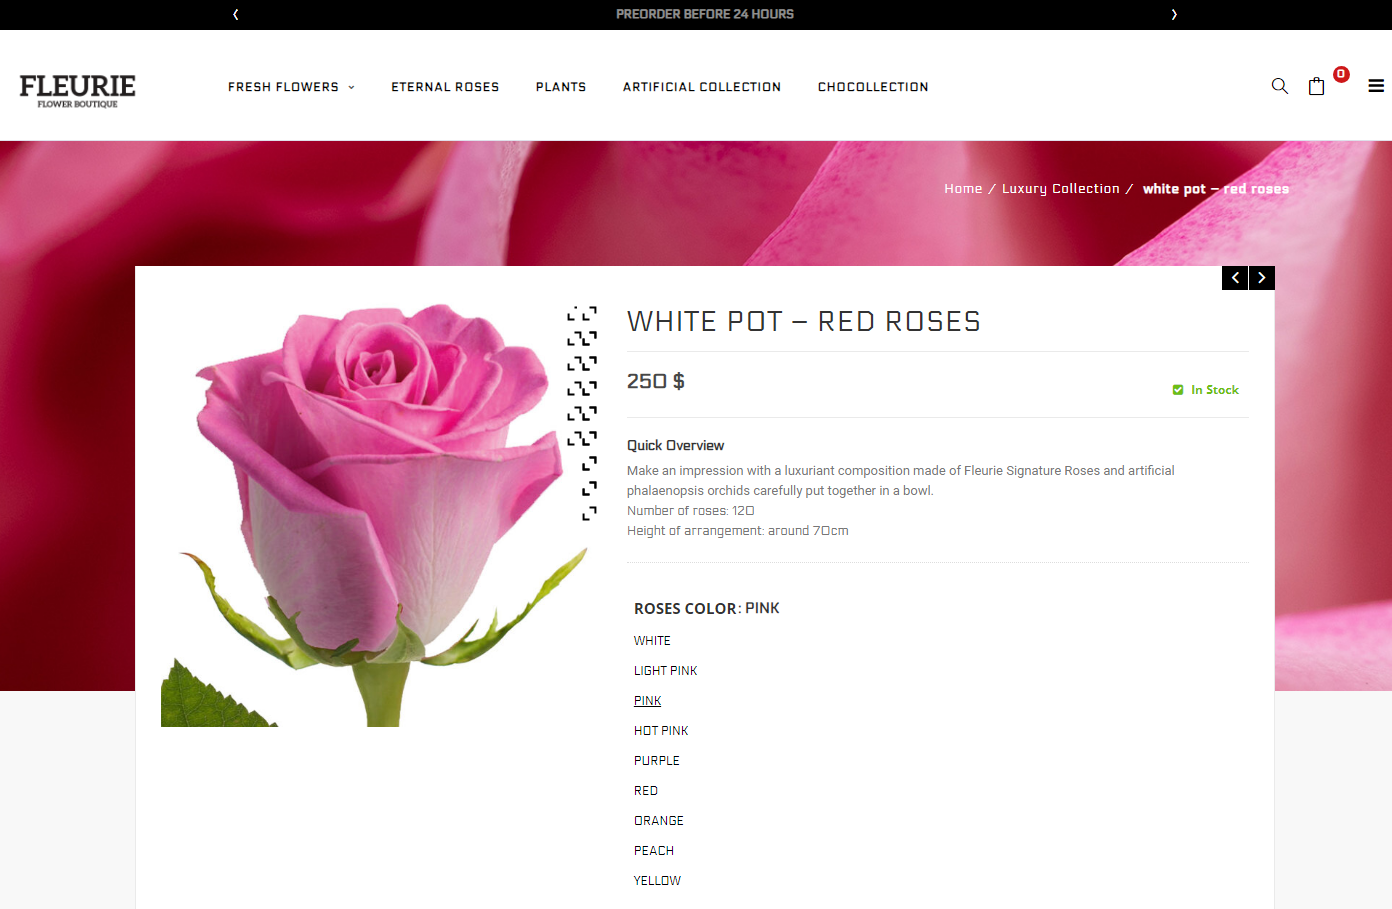 PREORDER BEFORE 24 HOURS
FLEURIE
FLOWER BOUTIQUE
FRESH FLOWERS
ETERNAL ROSES
PLANTS
ARTIFICIAL COLLECTION
CHOCOLLECTION
0
Home / Luxury Collection / white pot – red roses
WHITE POT – RED ROSES
250 $
In Stock
Quick Overview
Make an impression with a luxuriant composition made of Fleurie Signature Roses and artificial
phalaenopsis orchids carefully put together in a bowl.
Number of roses: 120
Height of arrangement: around 70cm
ROSES COLOR: PINK
WHITE
LIGHT PINK
PINK
HOT PINK
PURPLE
RED
ORANGE
PEACH
YELLOW